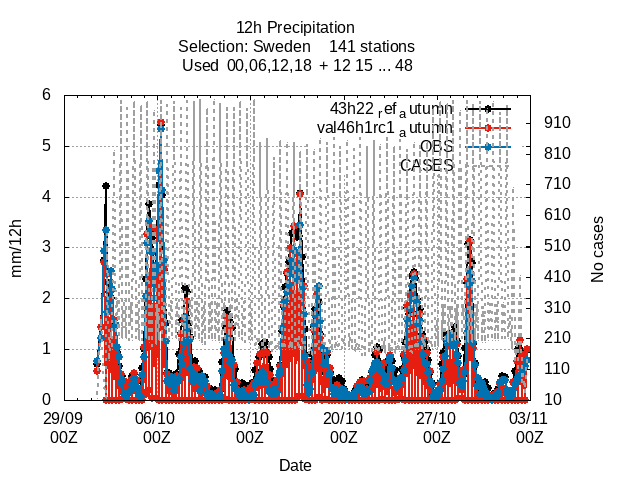 12h Precipitation
Selection: Sweden 141 stations
Used 00,06,12,18 + 12 15 ... 48
6
5
4
3
2
1
0
mm/12h
910
810
710
610
510
410
310
210
110
10
No cases
43h22 ref autumn
val46h1rc1 autumn
OBS
CASES
29/09 06/10 13/10 20/10 27/10 03/11
00Z 00Z 00Z 00Z 00Z 00Z
Date